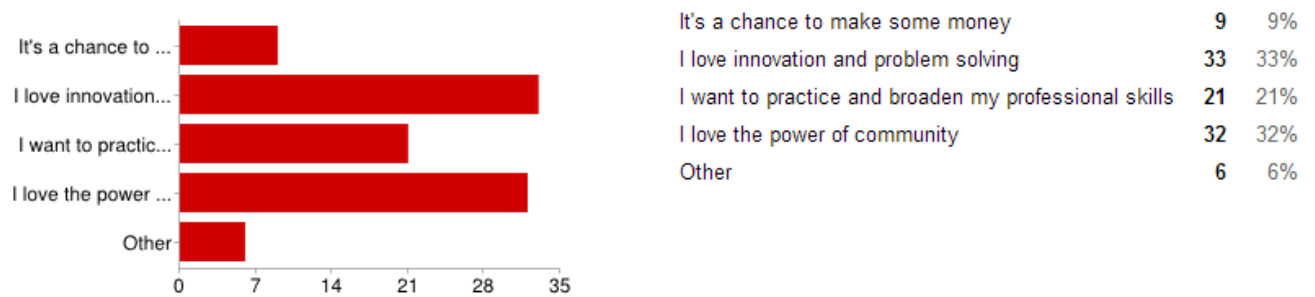 It's a chance to ...
I love innovation...
I want to practic...
I love the power ...
Other
0 7 14 21 28 35
It's a chance to make some money 9 9%
I love innovation and problem solving 33 33%
I want to practice and broaden my professional skills 21 21%
I love the power of community 32 32%
Other 6 6%